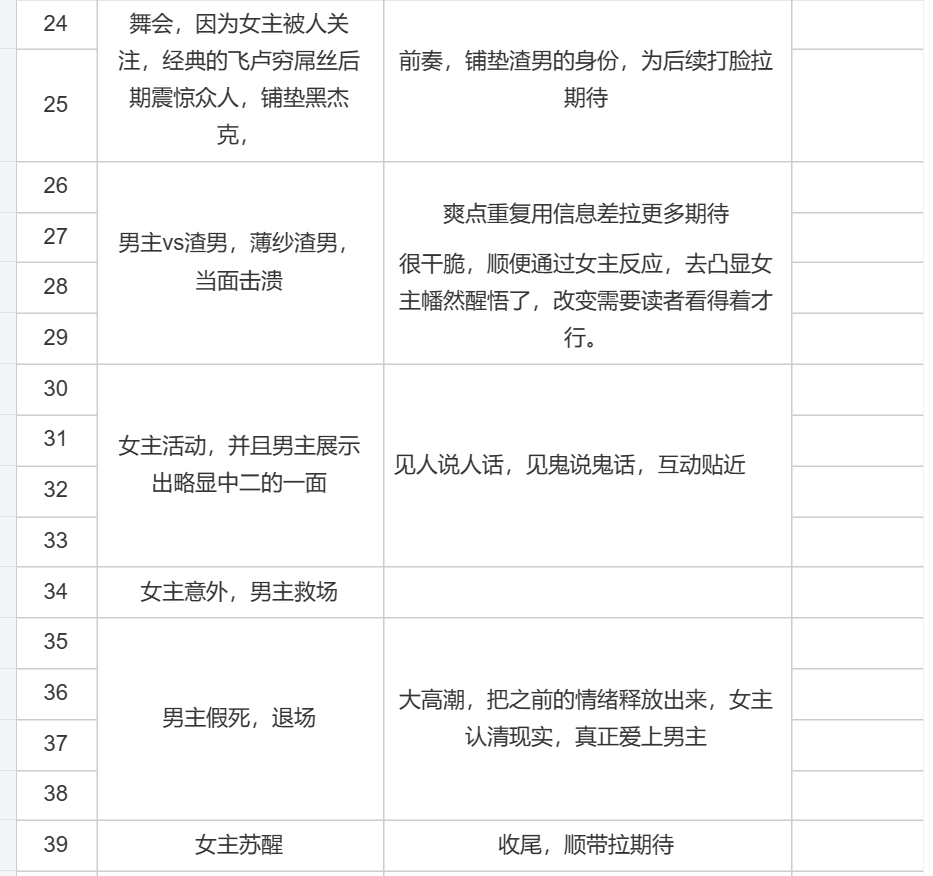 24
舞会，因为女主被人关
注，经典的飞卢穷屌丝后
期震惊众人，铺垫黑杰
克，
前奏，铺垫渣男的身份，为后续打脸拉
期待
25
26
男主vs渣男，薄纱渣男，
当面击溃
爽点重复用信息差拉更多期待
很干脆，顺便通过女主反应，去凸显女
主幡然醒悟了，改变需要读者看得着才
行。
27
28
29
30
女主活动，并且男主展示
出略显中二的一面
见人说人话，见鬼说鬼话，互动贴近
31
32
33
34
女主意外，男主救场
35
男主假死，退场
大高潮，把之前的情绪释放出来，女主
认清现实，真正爱上男主
36
37
38
39
女主苏醒
收尾，顺带拉期待